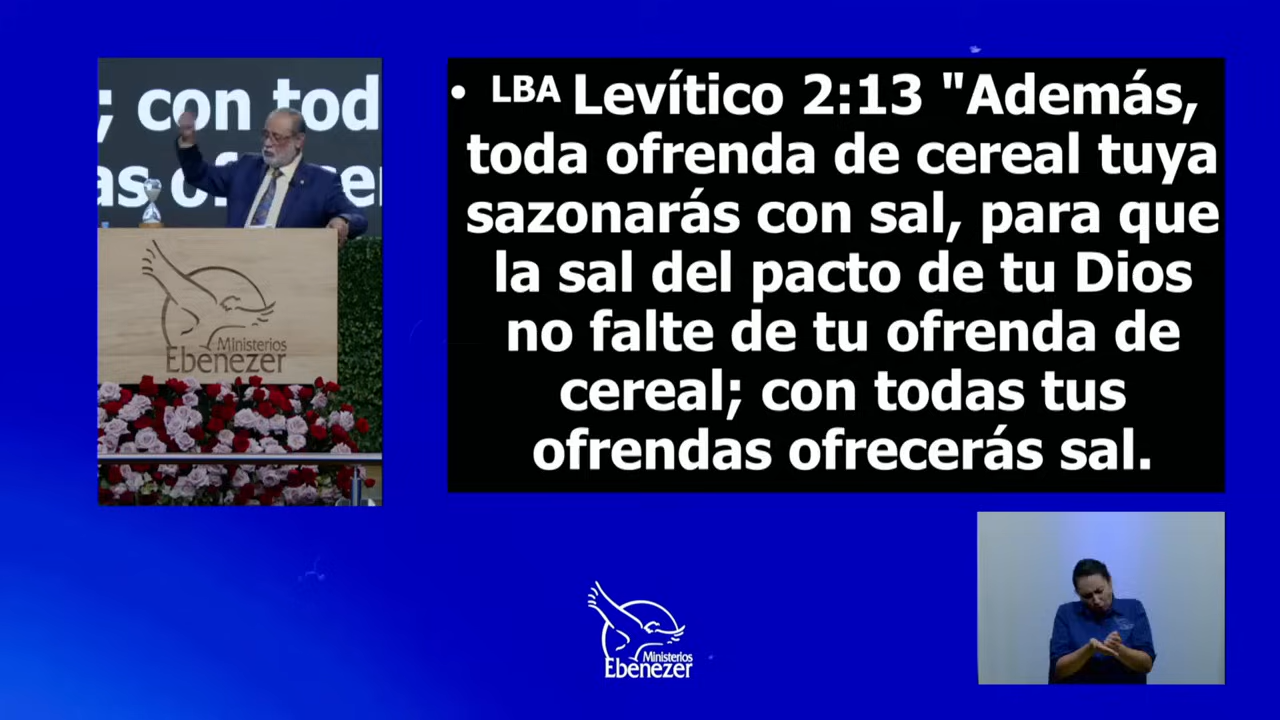 ; con tod
• LBA Levítico 2:13 "Además,
toda ofrenda de cereal tuya
sazonarás con sal, para que
la sal del pacto de tu Dios
no falte de tu ofrenda de
cereal; con todas tus
ofrendas ofrecerás sal.
Ministerios
Ebenezer
Ministerios
Ebenezer